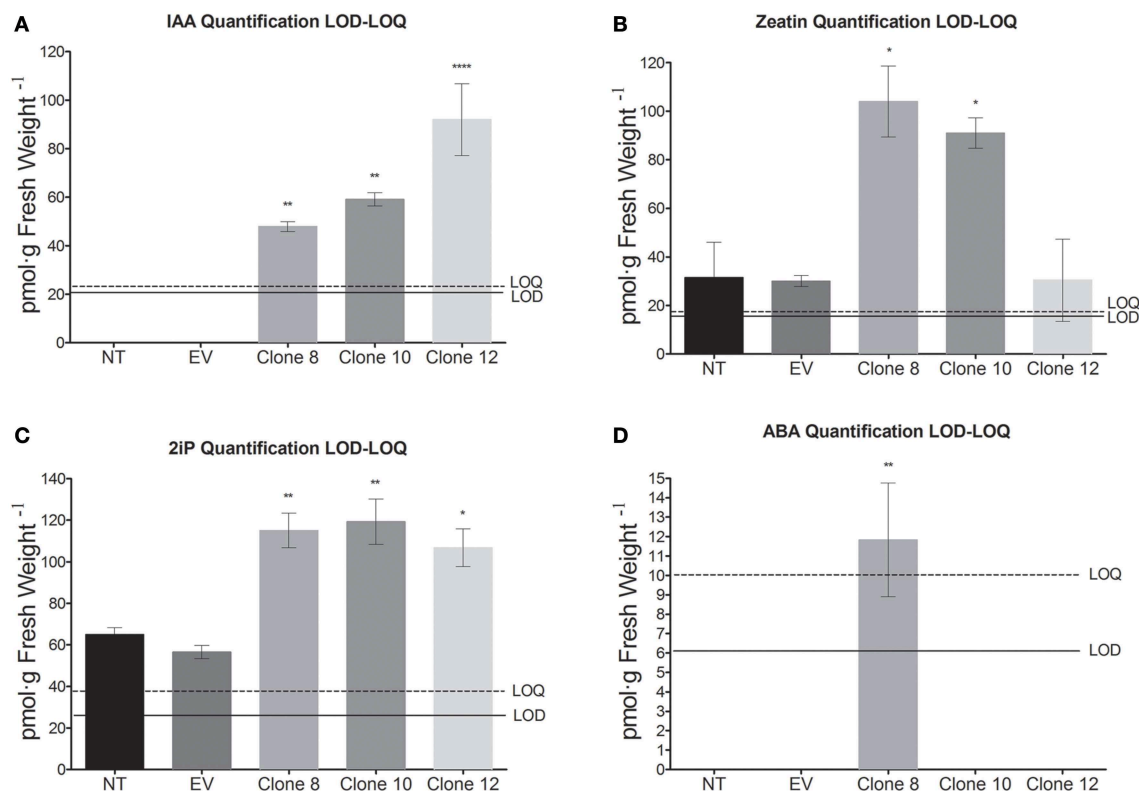 A
IAA Quantification LOD-LOQ
pmol·g Fresh Weight -1
120
100
80
60
40
20
0
**
**
****
LOQ
LOD
NT EV Clone 8 Clone 10 Clone 12
B
Zeatin Quantification LOD-LOQ
pmol·g Fresh Weight -1
120
100
80
60
40
20
0
*
*
LOQ
LOD
NT EV Clone 8 Clone 10 Clone 12
C
2iP Quantification LOD-LOQ
pmol·g Fresh Weight -1
140
120
100
80
60
40
20
0
**
**
*
LOQ
LOD
NT EV Clone 8 Clone 10 Clone 12
D
ABA Quantification LOD-LOQ
pmol·g Fresh Weight -1
15
14
13
12
11
10
9
8
7
6
5
4
3
2
1
0
**
LOQ
LOD
NT EV Clone 8 Clone 10 Clone 12